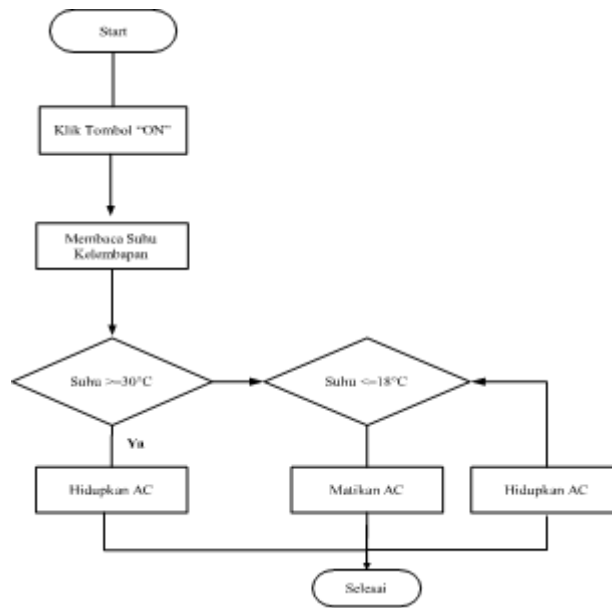 Start
Klik Tombol “ON”
Membaca Suhu
Kelembapan
Suhu >=30°C
Suhu <=18°C
Ya
Hidupkan AC
Matikan AC
Hidupkan AC
Selesai